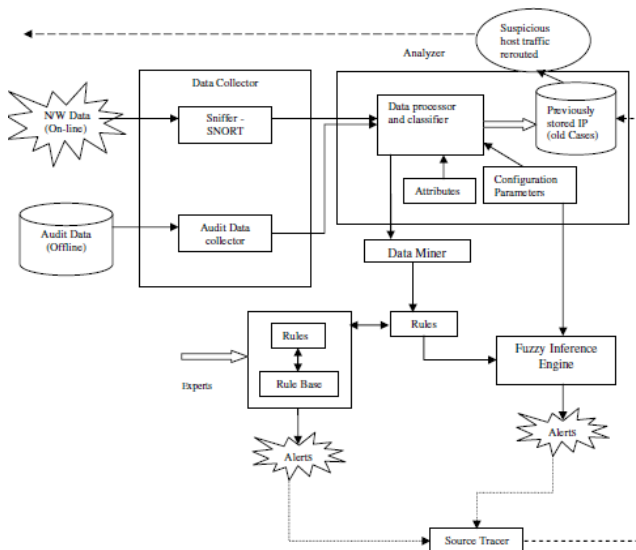 Suspicious
host traffic
rerouted
Analyzer
Data Collector
N/W Data
(On-line)
Sniffer -
SNORT
Data processor
and classifier
Previously
stored IP
(old Cases)
Attributes
Configuration
Parameters
Audit Data
(Offline)
Audit Data
collector
Data Miner
Rules
Rules
Rule Base
Experts
Fuzzy Inference
Engine
Alerts
Alerts
Source Tracer